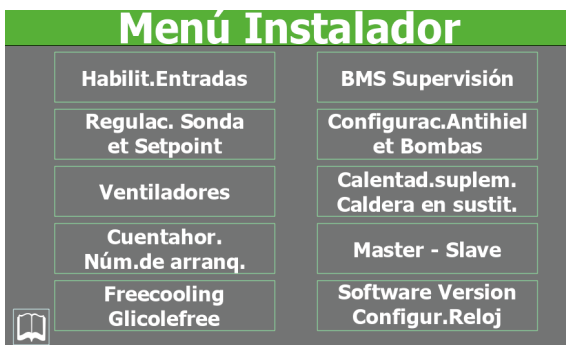 Menú Instalador
Habilit.Entradas
BMS Supervisión
Regulac. Sonda
et Setpoint
Configurac.Antihiel
et Bombas
Ventiladores
Calentad.suplem.
Caldera en sustit.
Cuentahor.
Núm.de arranq.
Master - Slave
Freecooling
Glicolefree
Software Version
Configur.Reloj